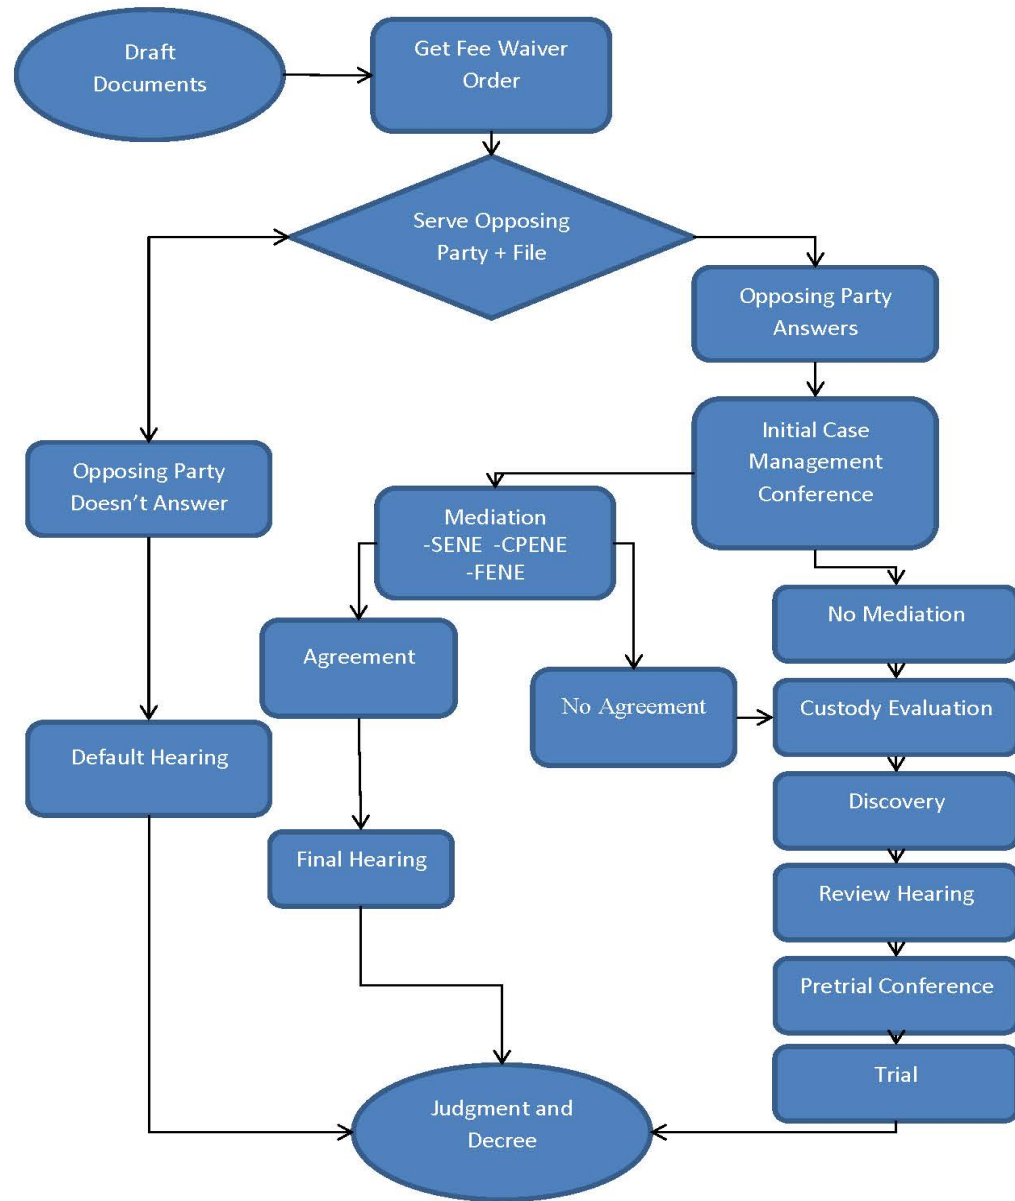 Draft
Documents
Get Fee Waiver
Order
Serve Opposing
Party + File
Opposing Party
Answers
Initial Case
Management
Conference
Opposing Party
Doesn’t Answer
Mediation
-SENE -CPENE
-FENE
No Mediation
Agreement
No Agreement
Custody Evaluation
Default Hearing
Discovery
Final Hearing
Review Hearing
Pretrial Conference
Trial
Judgment and
Decree